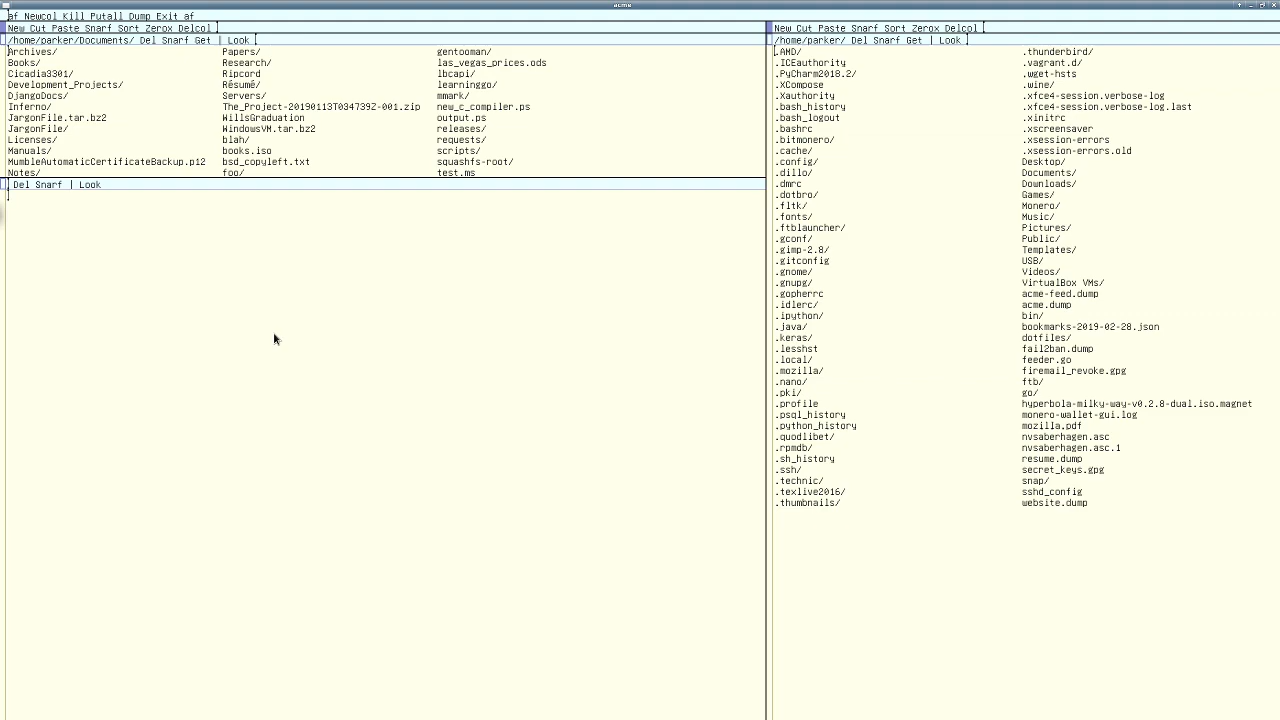 acme
af Newcol Kill Putall Dump Exit af
New Cut Paste Snarf Sort Zerox Delcol
/home/parker/Documents/ Del Snarf Get | Look
Archives/ Papers/ gentooman/
Books/ Research/ las_vegas_prices.ods
Cicadia3301/ Ripcord lbcapi/
Development_Projects/ Résumé/ learninggo/
DjangoDocs/ Servers/ mmark/
Inferno/ The_Project-20190113T034739Z-001.zip new_c_compiler.ps
JargonFile.tar.bz2 WillsGraduation output.ps
JargonFile/ WindowsVM.tar.bz2 releases/
Licenses/ blah/ requests/
Manuals/ books.iso scripts/
MumbleAutomaticCertificateBackup.p12 bsd_copyleft.txt squashfs-root/
Notes/ foo/ test.ms
Del Snarf | Look
New Cut Paste Snarf Sort Zerox Delcol
/home/parker/ Del Snarf Get | Look
.AMD/ .thunderbird/
.ICEauthority .vagrant.d/
.PyCharm2018.2/ .wget-hsts
.XCompose .wine/
.Xauthority .xfce4-session.verbose-log
.bash_history .xfce4-session.verbose-log.last
.bash_logout .xinitrc
.bashrc .xscreensaver
.bitmonero/ .xsession-errors
.cache/ .xsession-errors.old
.config/ Desktop/
.dillo/ Documents/
.dmrc Downloads/
.dotbro/ Games/
.fltk/ Monero/
.fonts/ Music/
.ftblauncher/ Pictures/
.gconf/ Public/
.gimp-2.8/ Templates/
.gitconfig USB/
.gnome/ Videos/
.gnupg/ VirtualBox VMs/
.gopherrc acme-feed.dump
.idlerc/ acme.dump
.ipython/ bin/
.java/ bookmarks-2019-02-28.json
.keras/ dotfiles/
.lesshst fail2ban.dump
.local/ feeder.go
.mozilla/ firemail_revoke.gpg
.nano/ ftb/
.pki/ go/
.profile hyperbola-milky-way-v0.2.8-dual.iso.magnet
.psql_history monero-wallet-gui.log
.python_history mozilla.pdf
.quodlibet/ nvsaberhagen.asc
.rpmdb/ nvsaberhagen.asc.1
.sh_history resume.dump
.ssh/ secret_keys.gpg
.technic/ snap/
.texlive2016/ sshd_config
.thumbnails/ website.dump